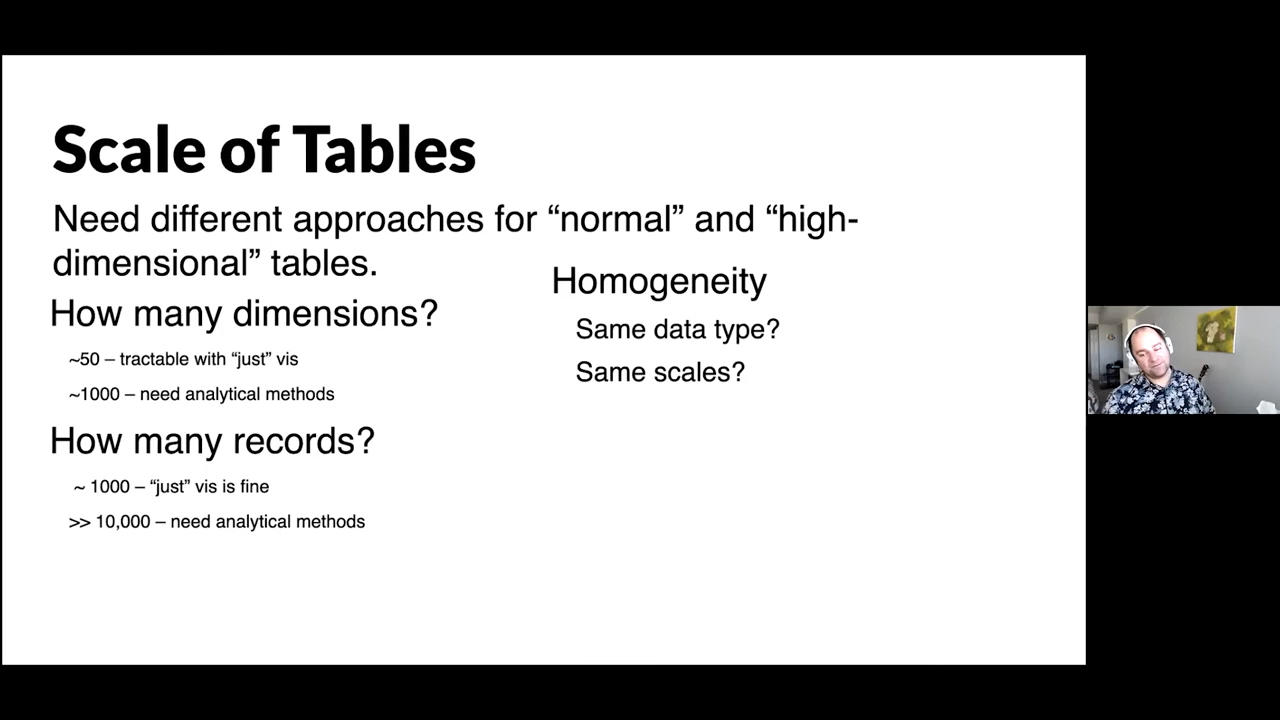 Scale of Tables
Need different approaches for “normal” and “high-
dimensional” tables.
How many dimensions?
~50 – tractable with “just” vis
~1000 – need analytical methods
How many records?
~ 1000 – “just” vis is fine
>> 10,000 – need analytical methods
Homogeneity
Same data type?
Same scales?